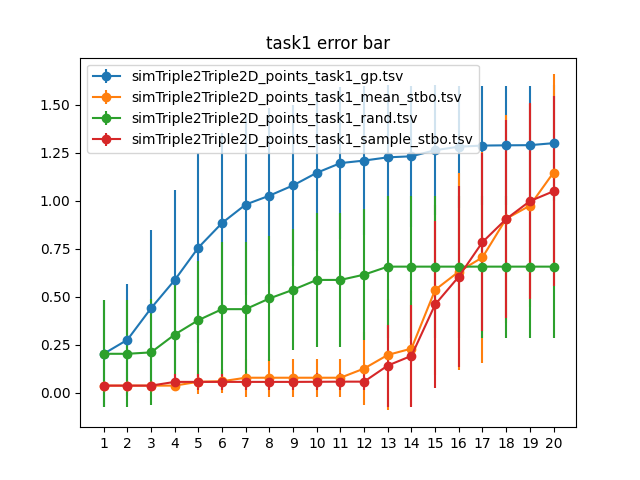 task1 error bar
simTriple2Triple2D_points_task1_gp.tsv
simTriple2Triple2D_points_task1_mean_stbo.tsv
simTriple2Triple2D_points_task1_rand.tsv
simTriple2Triple2D_points_task1_sample_stbo.tsv
1.50
1.25
1.00
0.75
0.50
0.25
0.00
1 2 3 4 5 6 7 8 9 10 11 12 13 14 15 16 17 18 19 20